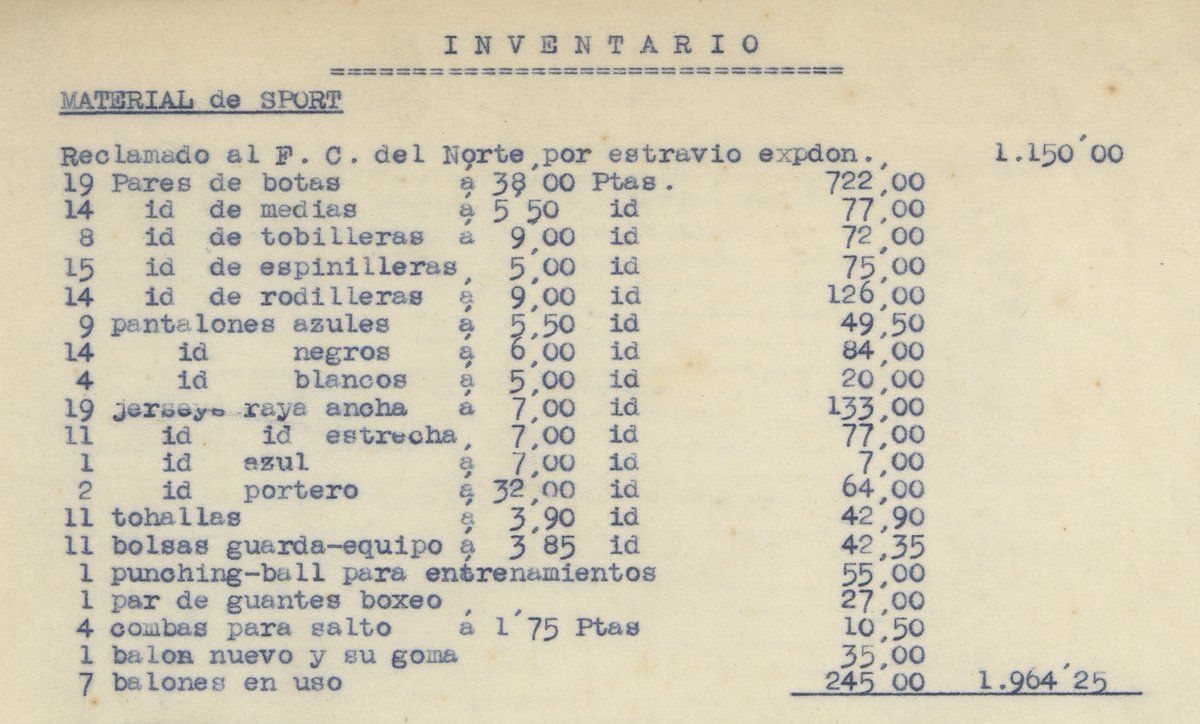 INVENTARIO
MATERIAL de SPORT
Reclamado al F. C. del Norte por estravio expdon., 1.150´00
19 Pares de botas á 38,00 Ptas. 722,00
14 id de medias á 5,50 id 77,00
8 id de tobilleras á 9,00 id 72,00
15 id de espinilleras, 5,00 id 75,00
14 id de rodilleras á 9,00 id 126,00
9 pantalones azules á 5,50 id 49,50
14 id negros á 6,00 id 84,00
4 id blancos á 5,00 id 20,00
19 jerseys raya ancha á 7,00 id 133,00
11 id id estrecha, 7,00 id 77,00
1 id azul á 7,00 id 7,00
2 id portero á 32,00 id 64,00
11 tohallas á 3,90 id 42,90
11 bolsas guarda-equipo á 3,85 id 42,35
1 punching-ball para entrenamientos 55,00
1 par de guantes boxeo 27,00
4 combas para salto á 1´75 Ptas 10,50
1 balon nuevo y su goma 35,00
7 balones en uso 245,00 1.964´25